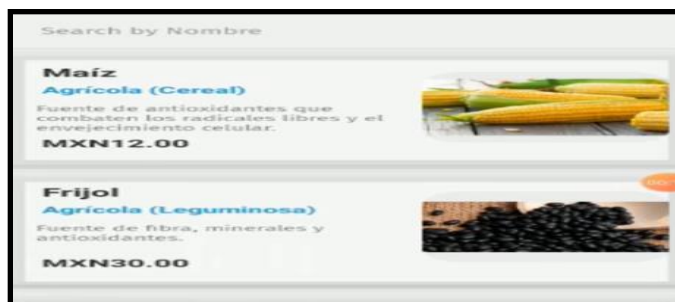 Search by Nombre
Maíz
Agrícola (Cereal)
Fuente de antioxidantes que
combaten los radicales libres y el
envejecimiento celular.
MXN12.00
Frijol
Agrícola (Leguminosa)
Fuente de fibra, minerales y
antioxidantes.
MXN30.00